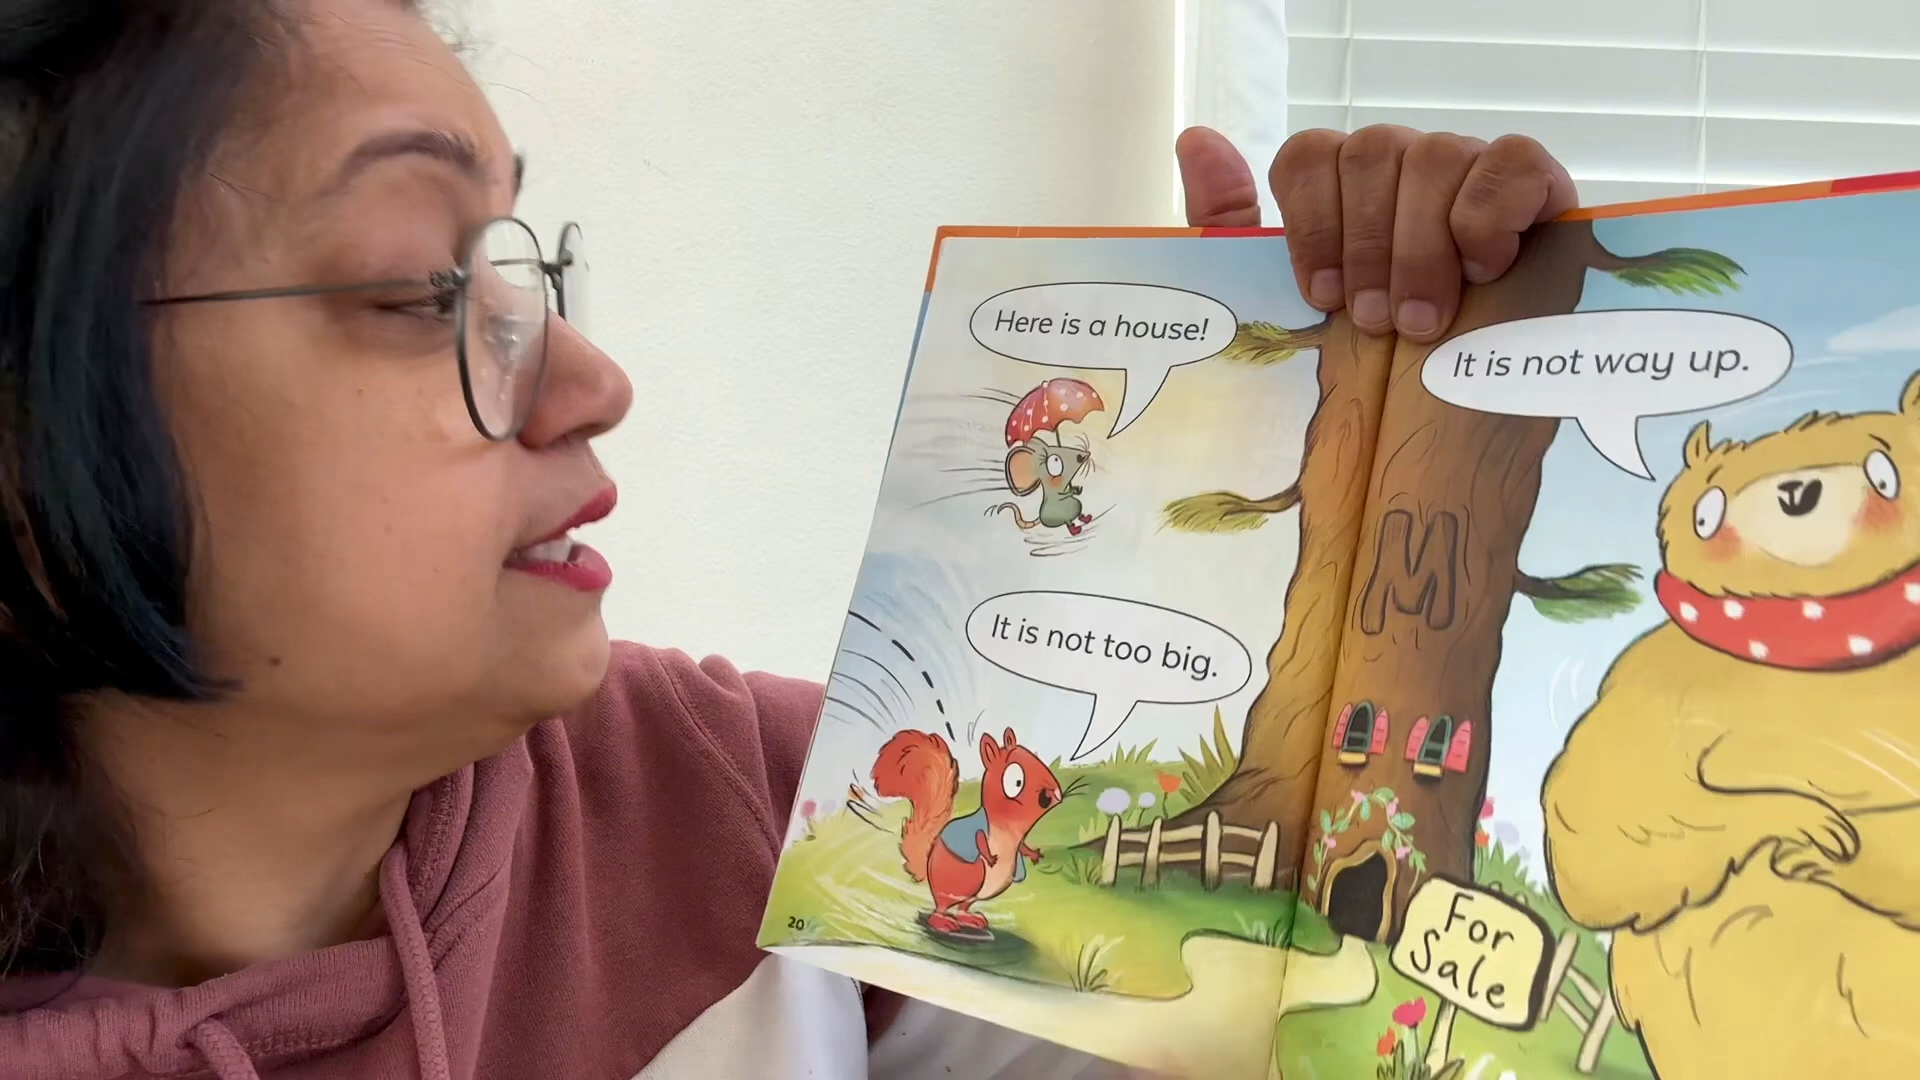 Here is a house!
It is not too big.
20
It is not way up.
M
For
Sale